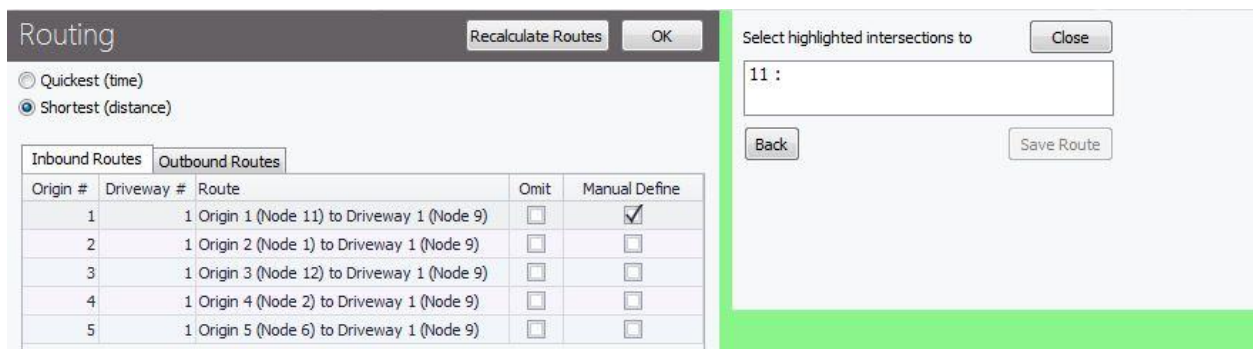 Routing
Recalculate Routes
OK
Quickest (time)
Shortest (distance)
Inbound Routes
Outbound Routes
Origin # Driveway # Route Omit Manual Define
1 1 Origin 1 (Node 11) to Driveway 1 (Node 9)
2 1 Origin 2 (Node 1) to Driveway 1 (Node 9)
3 1 Origin 3 (Node 12) to Driveway 1 (Node 9)
4 1 Origin 4 (Node 2) to Driveway 1 (Node 9)
5 1 Origin 5 (Node 6) to Driveway 1 (Node 9)
Select highlighted intersections to
Close
11 :
Back
Save Route